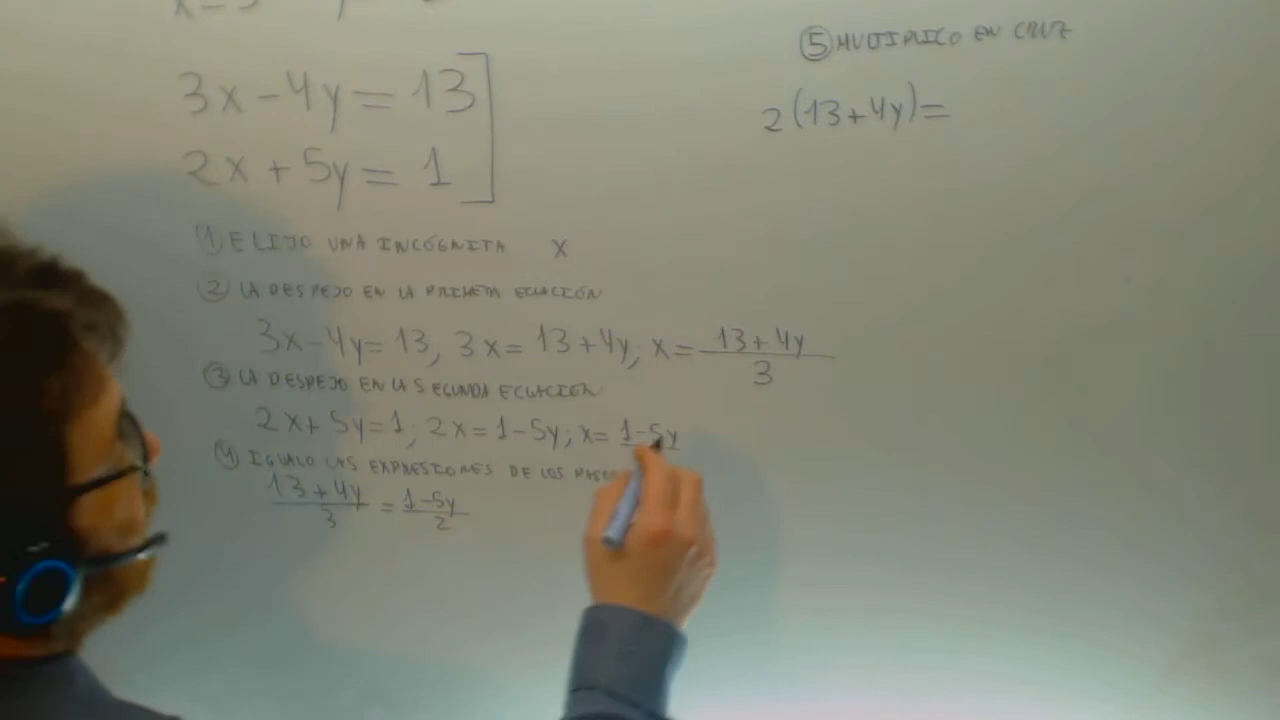 3x-4y=13
2x+5y=1
① ELIJO UNA INCÓGNITA X
② LA DESPEJO EN LA PRIMERA ECUACIÓN
3x-4y=13, 3x=13+4y; x=13+4y/3
③ LA DESPEJO EN LA SEGUNDA ECUACIÓN
2x+5y=1; 2x=1-5y; x=1-5y
④ IGUALO LAS EXPRESIONES DE LOS PASOS
13+4y/3=1-5y/2
⑤ MULTIPLICO EN CRUZ
2(13+4y)=